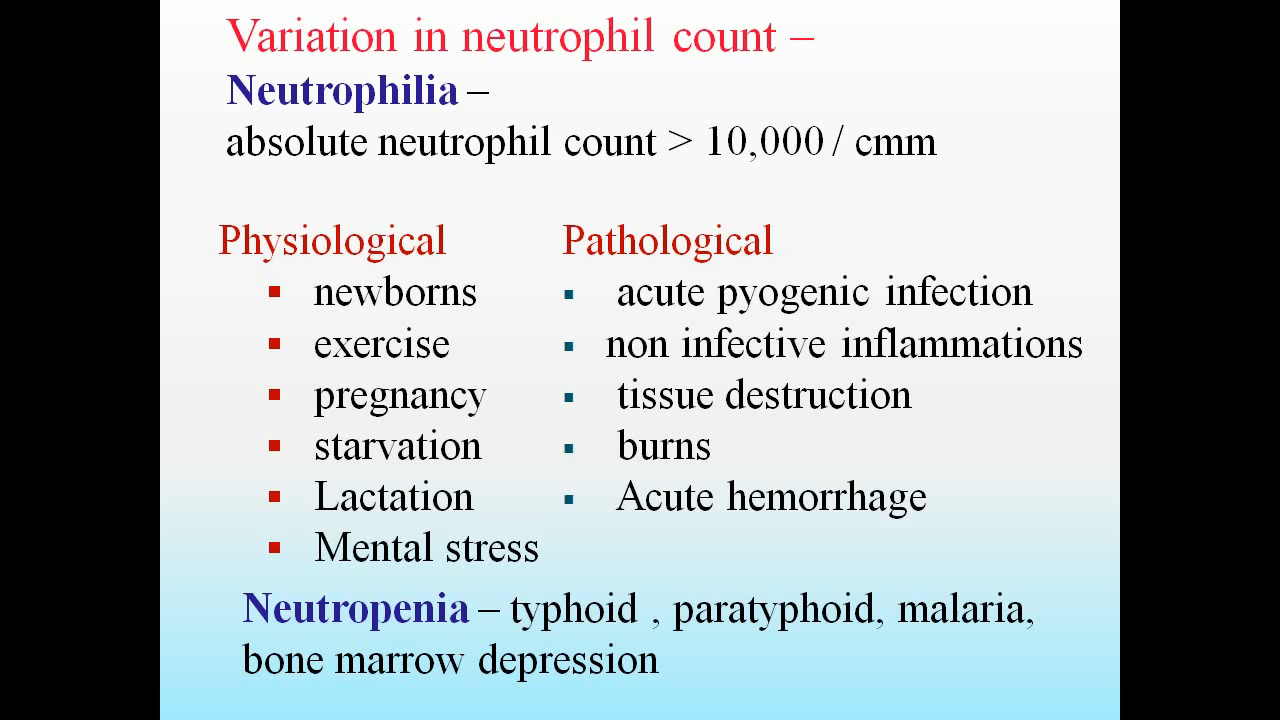 Variation in neutrophil count –
Neutrophilia –
absolute neutrophil count > 10,000 / cmm
Physiological
newborns
exercise
pregnancy
starvation
Lactation
Mental stress
Pathological
acute pyogenic infection
non infective inflammations
tissue destruction
burns
Acute hemorrhage
Neutropenia – typhoid , paratyphoid, malaria,
bone marrow depression